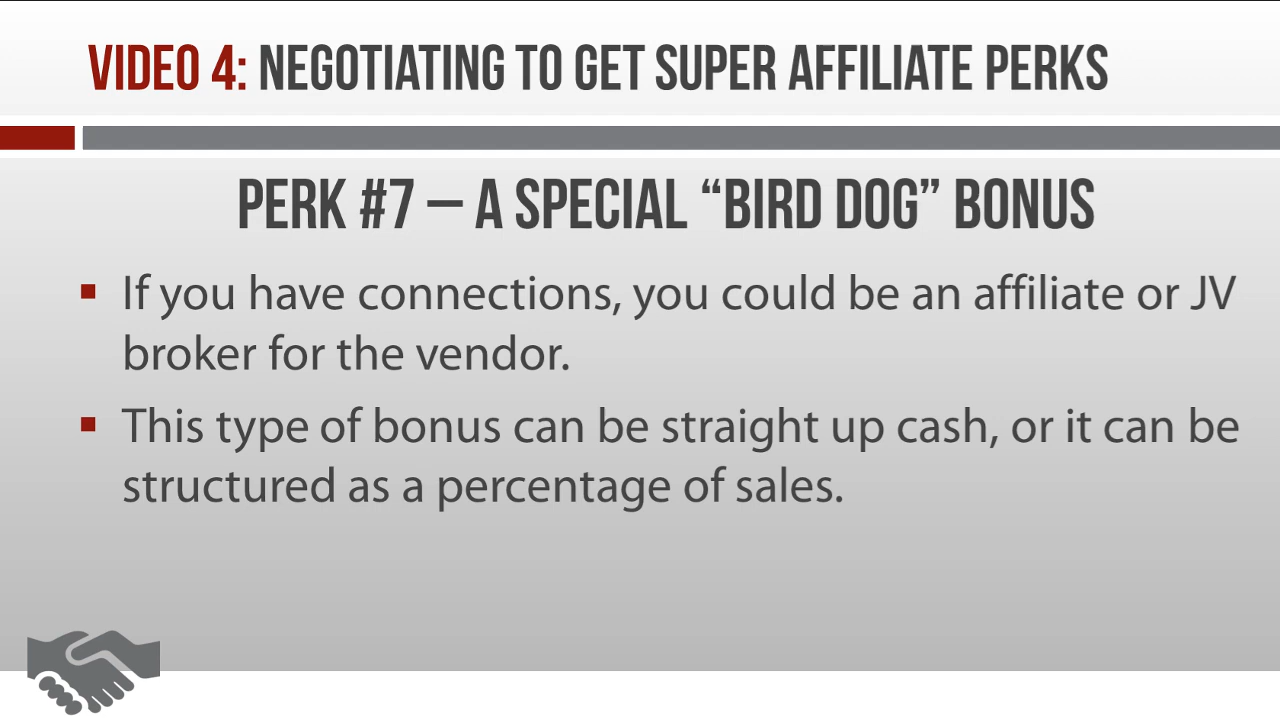 VIDEO 4: NEGOTIATING TO GET SUPER AFFILIATE PERKS
PERK #7 – A SPECIAL “BIRD DOG” BONUS
If you have connections, you could be an affiliate or JV
broker for the vendor.
This type of bonus can be straight up cash, or it can be
structured as a percentage of sales.